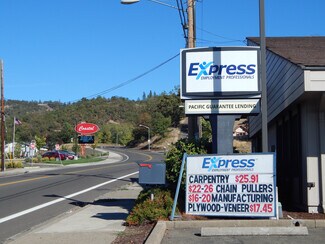 Express
EMPLOYMENT PROFESSIONALS
PACIFIC GUARANTEE LENDING
Coastal
Express
EMPLOYMENT PROFESSIONALS
CARPENTRY $25.91
$22-26 CHAIN PULLERS
$16-20 MANUFACTURING
PLYWOOD-VENEER $17.45